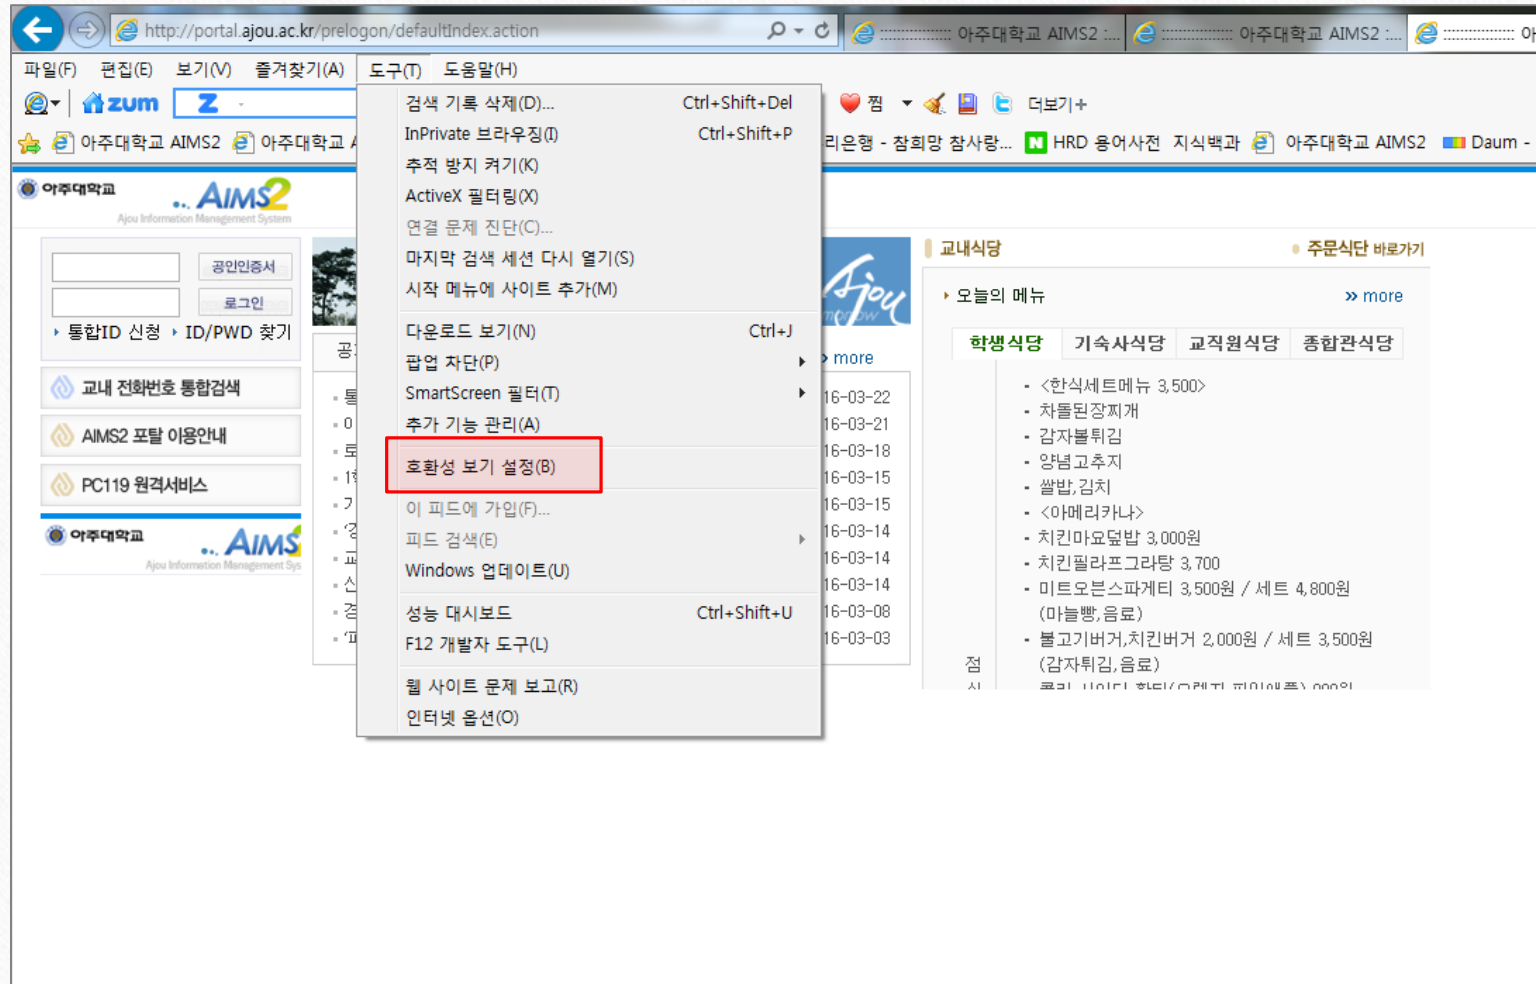 http://portal.ajou.ac.kr/prelogon/defaultIndex.action
아주대학교 AIMS2 :...
아주대학교 AIMS2 :...
파일(F) 편집(E) 보기(V) 즐겨찾기(A) 도구(T) 도움말(H)
zum Z
찜 더보기+
아주대학교 AIMS2 아주대학교
리은행 - 참희망 참사랑... N HRD 용어사전 지식백과 아주대학교 AIMS2 Daum -
검색 기록 삭제(D)... Ctrl+Shift+Del
InPrivate 브라우징(I) Ctrl+Shift+P
추적 방지 켜기(K)
ActiveX 필터링(X)
연결 문제 진단(C)...
마지막 검색 세션 다시 열기(S)
시작 메뉴에 사이트 추가(M)
다운로드 보기(N) Ctrl+J
팝업 차단(P)
SmartScreen 필터(T)
추가 기능 관리(A)
호환성 보기 설정(B)
이 피드에 가입(F)...
피드 검색(E)
Windows 업데이트(U)
성능 대시보드 Ctrl+Shift+U
F12 개발자 도구(L)
웹 사이트 문제 보고(R)
인터넷 옵션(O)
아주대학교 AIMS2
Ajou Information Management System
공인인증서
로그인
통합ID 신청 ID/PWD 찾기
교내 전화번호 통합검색
AIMS2 포탈 이용안내
PC119 원격서비스
아주대학교 AIMS
Ajou Information Management Sys
Ajou
more
16-03-22
16-03-21
16-03-18
16-03-15
16-03-15
16-03-14
16-03-14
16-03-14
16-03-08
16-03-03
교내식당 주문식단 바로가기
오늘의 메뉴 » more
학생식당 기숙사식당 교직원식당 종합관식당
- <한식세트메뉴 3,500>
- 차돌된장찌개
- 감자볼튀김
- 양념고추지
- 쌀밥,김치
- <아메리카나>
- 치킨마요덮밥 3,000원
- 치킨필라프그라탕 3,700
- 미트오븐스파게티 3,500원 / 세트 4,800원
(마늘빵,음료)
- 불고기버거,치킨버거 2,000원 / 세트 3,500원
점 (감자튀김,음료)